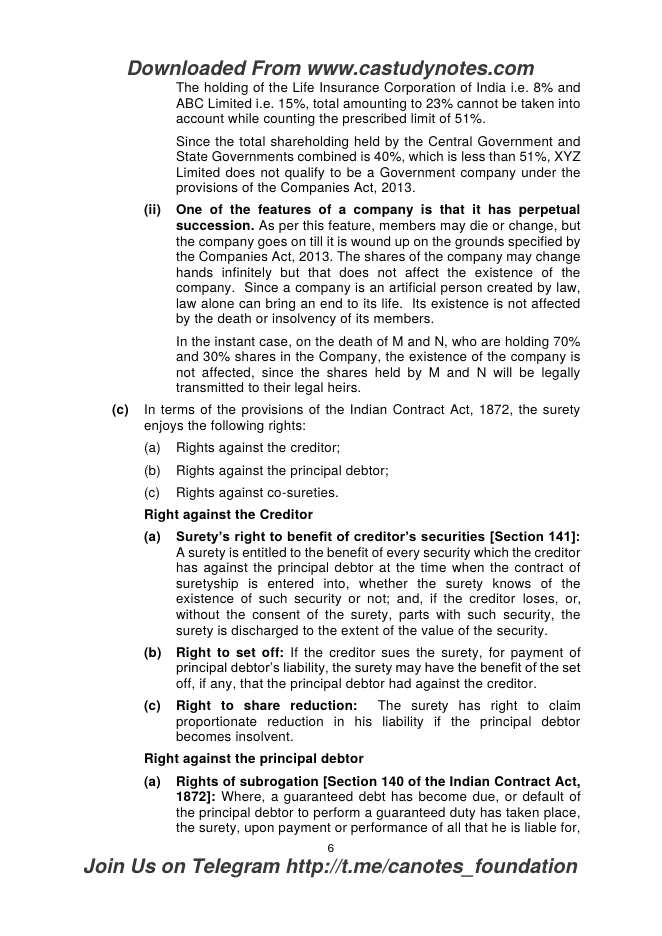 Downloaded From www.castudynotes.com
The holding of the Life Insurance Corporation of India i.e. 8% and
ABC Limited i.e. 15%, total amounting to 23% cannot be taken into
account while counting the prescribed limit of 51%.
Since the total shareholding held by the Central Government and
State Governments combined is 40%, which is less than 51%, XYZ
Limited does not qualify to be a Government company under the
provisions of the Companies Act, 2013.
(ii) One of the features of a company is that it has perpetual
succession. As per this feature, members may die or change, but
the company goes on till it is wound up on the grounds specified by
the Companies Act, 2013. The shares of the company may change
hands infinitely but that does not affect the existence of the
company. Since a company is an artificial person created by law,
law alone can bring an end to its life. Its existence is not affected
by the death or insolvency of its members.
In the instant case, on the death of M and N, who are holding 70%
and 30% shares in the Company, the existence of the company is
not affected, since the shares held by M and N will be legally
transmitted to their legal heirs.
(c) In terms of the provisions of the Indian Contract Act, 1872, the surety
enjoys the following rights:
(a) Rights against the creditor;
(b) Rights against the principal debtor;
(c) Rights against co-sureties.
Right against the Creditor
(a) Surety's right to benefit of creditor's securities [Section 141]:
A surety is entitled to the benefit of every security which the creditor
has against the principal debtor at the time when the contract of
suretyship is entered into, whether the surety knows of the
existence of such security or not; and, if the creditor loses, or,
without the consent of the surety, parts with such security, the
surety is discharged to the extent of the value of the security.
(b) Right to set off: If the creditor sues the surety, for payment of
principal debtor's liability, the surety may have the benefit of the set
off, if any, that the principal debtor had against the creditor.
(c) Right to share reduction: The surety has right to claim
proportionate reduction in his liability if the principal debtor
becomes insolvent.
Right against the principal debtor
(a) Rights of subrogation [Section 140 of the Indian Contract Act,
1872]: Where, a guaranteed debt has become due, or default of
the principal debtor to perform a guaranteed duty has taken place,
the surety, upon payment or performance of all that he is liable for,
6
Join Us on Telegram http://t.me/canotes_foundation